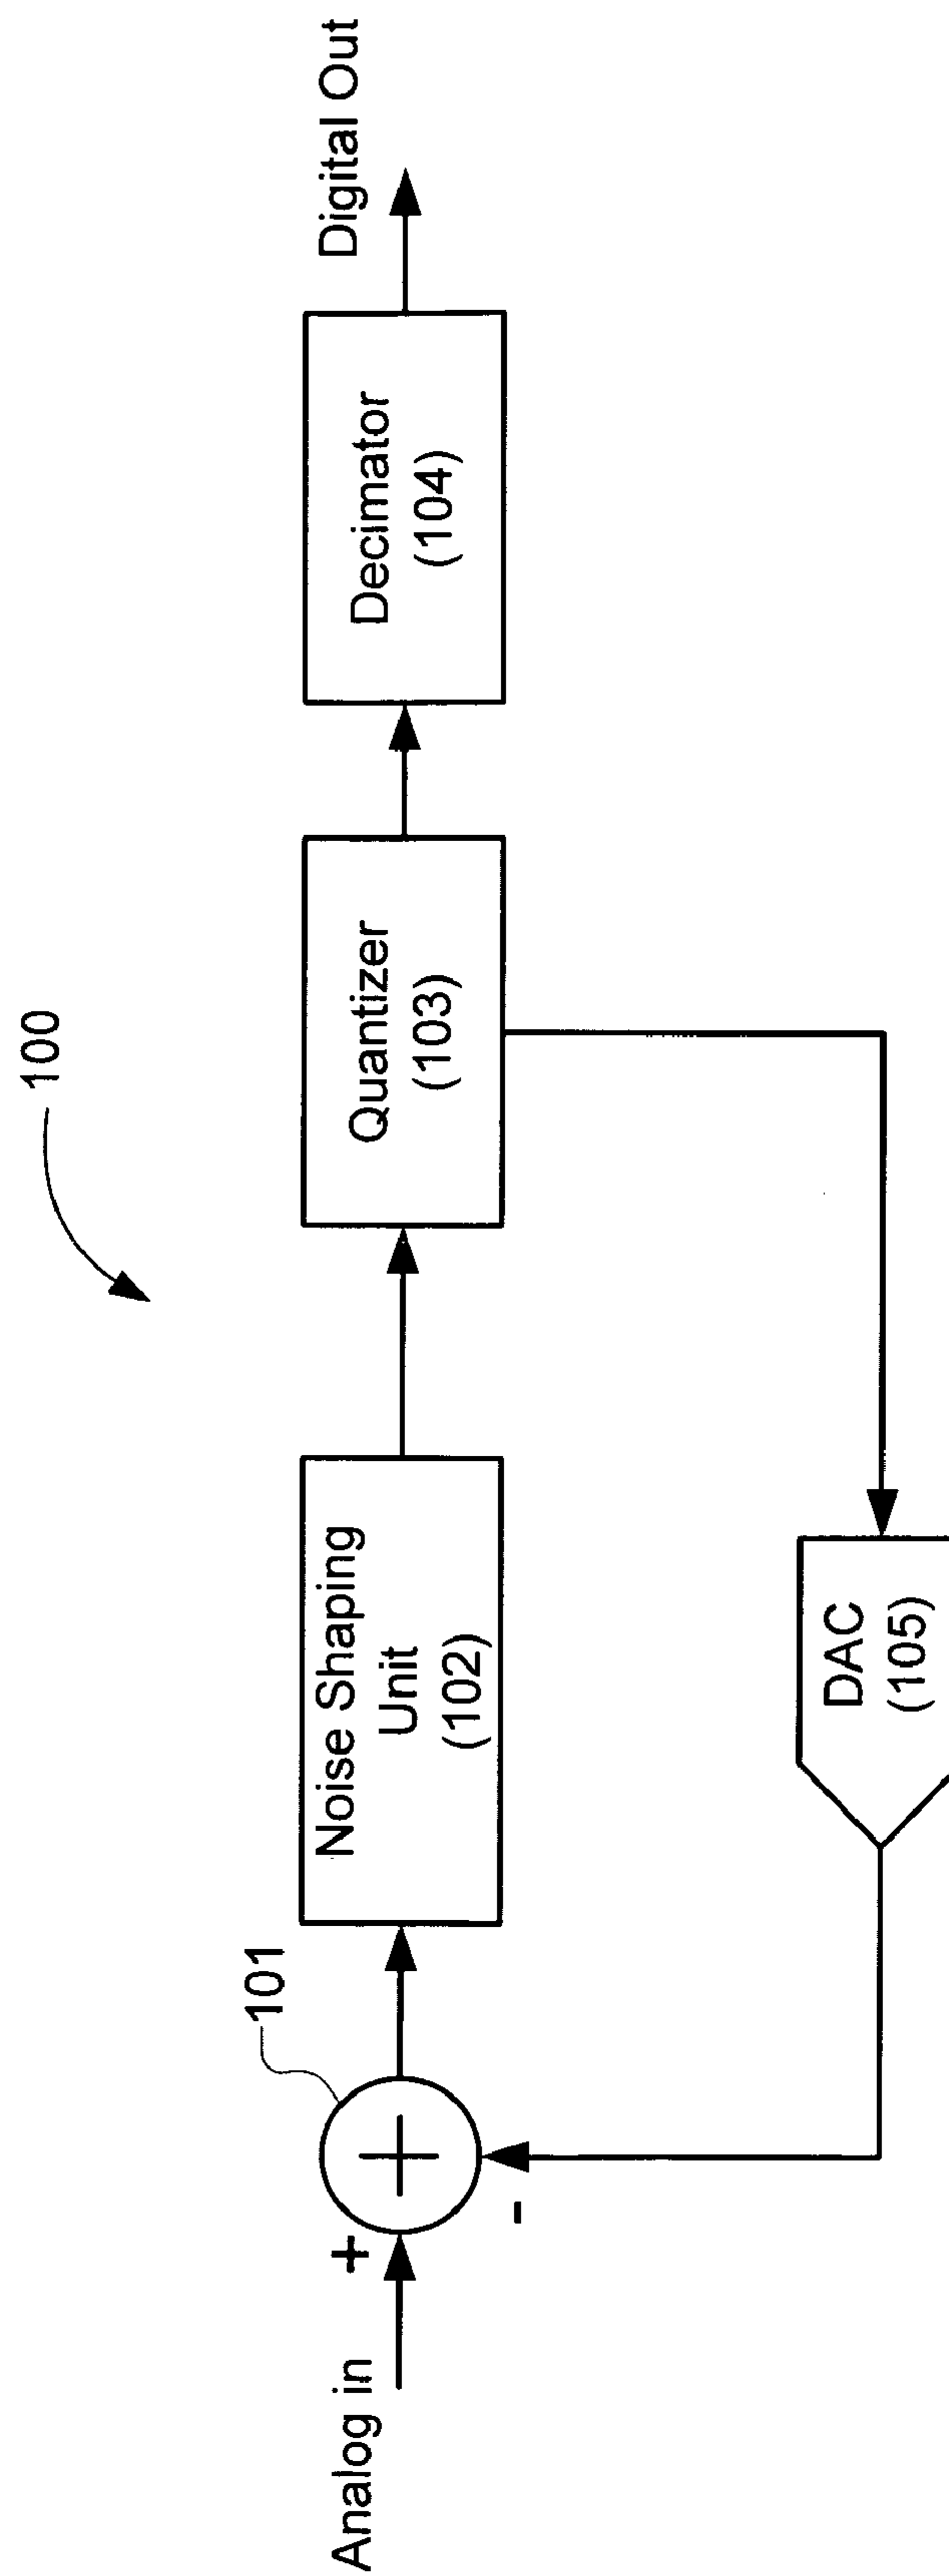 100
Analog in
+
-
101
Noise Shaping
Unit
(102)
Quantizer
(103)
Decimator
(104)
Digital Out
DAC
(105)